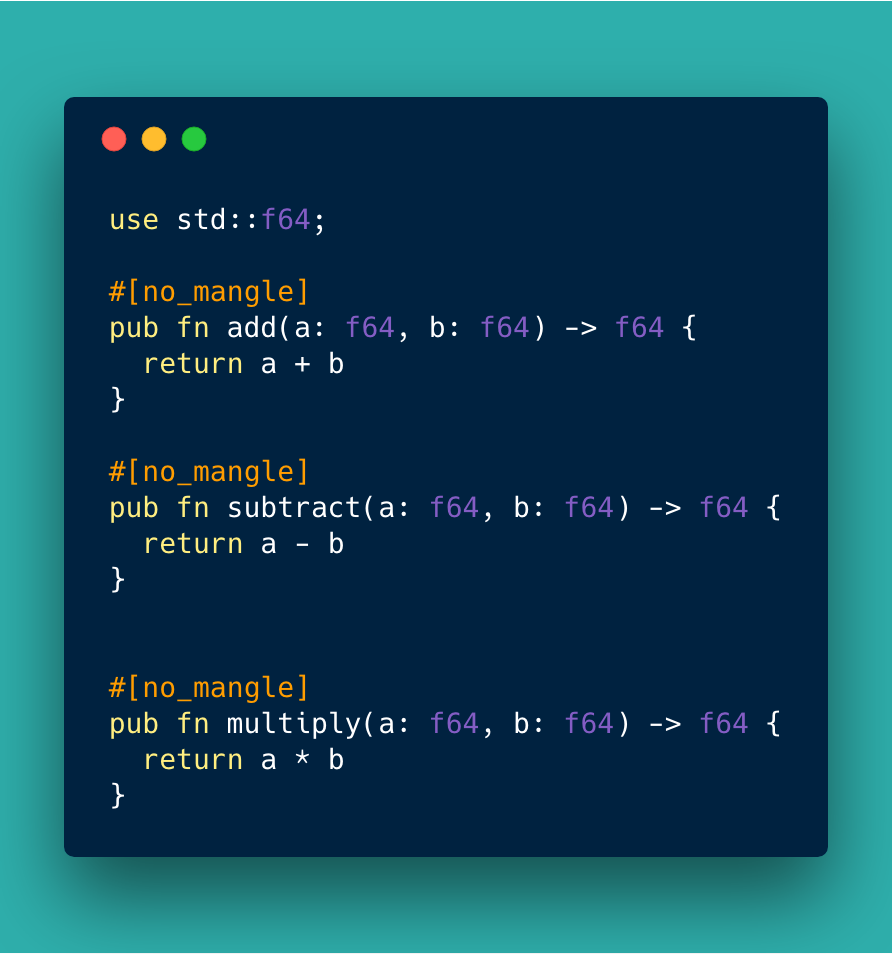 use std::f64;

#[no_mangle]
pub fn add(a: f64, b: f64) -> f64 {
  return a + b
}

#[no_mangle]
pub fn subtract(a: f64, b: f64) -> f64 {
  return a - b
}


#[no_mangle]
pub fn multiply(a: f64, b: f64) -> f64 {
  return a * b
}